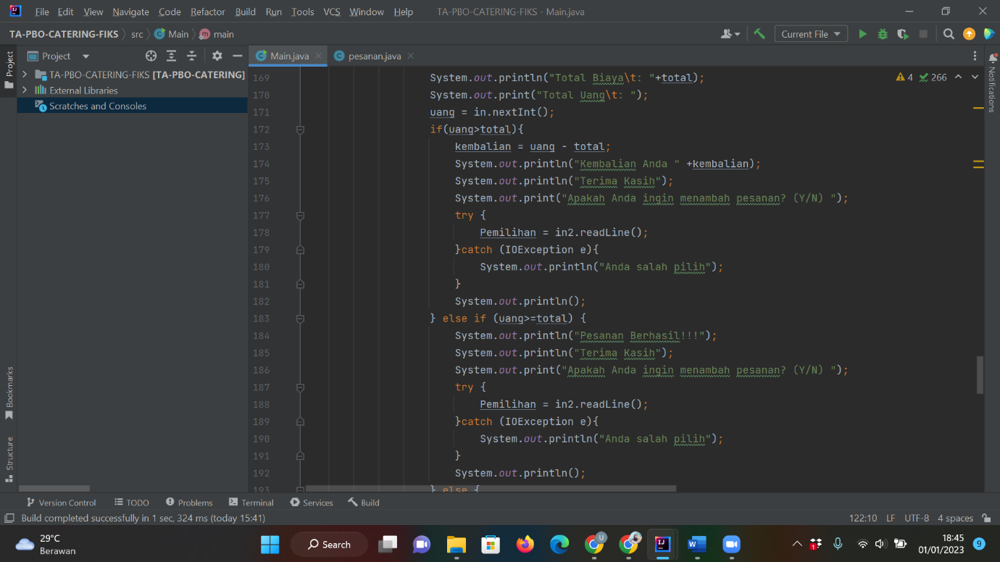 File Edit View Navigate Code Refactor Build Run Tools VCS Window Help TA-PBO-CATERING-FIKS - Main.java
TA-PBO-CATERING-FIKS src Main main Current File
Project Main.java pesanan.java
TA-PBO-CATERING-FIKS [TA-PBO-CATERING]
External Libraries
Scratches and Consoles
Project
Bookmarks
Structure
169 System.out.println("Total Biaya\t: "+total);
170 System.out.print("Total Uang\t: ");
171 uang = in.nextInt();
172 if(uang>total){
173 kembalian = uang - total;
174 System.out.println("Kembalian Anda " +kembalian);
175 System.out.println("Terima Kasih");
176 System.out.print("Apakah Anda ingin menambah pesanan? (Y/N) ");
177 try {
178 Pemilihan = in2.readLine();
179 }catch (IOException e){
180 System.out.println("Anda salah pilih");
181 }
182 System.out.println();
183 } else if (uang>=total) {
184 System.out.println("Pesanan Berhasil!!!");
185 System.out.println("Terima Kasih");
186 System.out.print("Apakah Anda ingin menambah pesanan? (Y/N) ");
187 try {
188 Pemilihan = in2.readLine();
189 }catch (IOException e){
190 System.out.println("Anda salah pilih");
191 }
192 System.out.println();
193 } else {
4 266
Notifications
Version Control TODO Problems Terminal Services Build
Build completed successfully in 1 sec, 324 ms (today 15:41) 122:10 LF UTF-8 4 spaces
29°C
Berawan
Search
18:45
01/01/2023
9